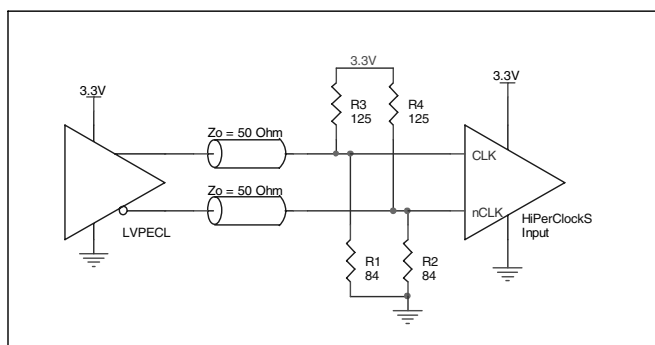 3.3V
3.3V
3.3V
R3
125
R4
125
Zo = 50 Ohm
CLK
Zo = 50 Ohm
nCLK
HiPerClockS
Input
LVPECL
R1
84
R2
84